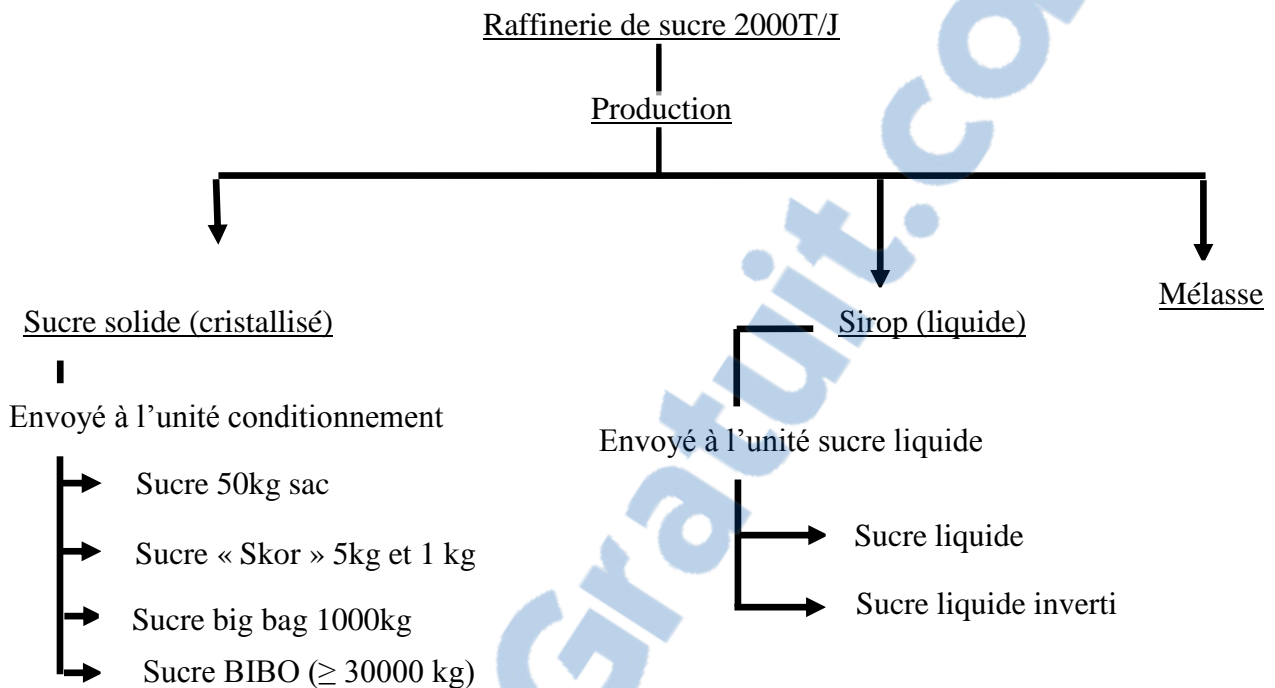 Raffinerie de sucre 2000T/J
Production
Sucre solide (cristallisé)
Sirop (liquide)
Mélasse
Envoyé à l’unité conditionnement
Sucre 50kg sac
Sucre « Skor » 5kg et 1 kg
Sucre big bag 1000kg
Sucre BIBO (≥ 30000 kg)
Envoyé à l’unité sucre liquide
Sucre liquide
Sucre liquide inverti
Gratuit.co